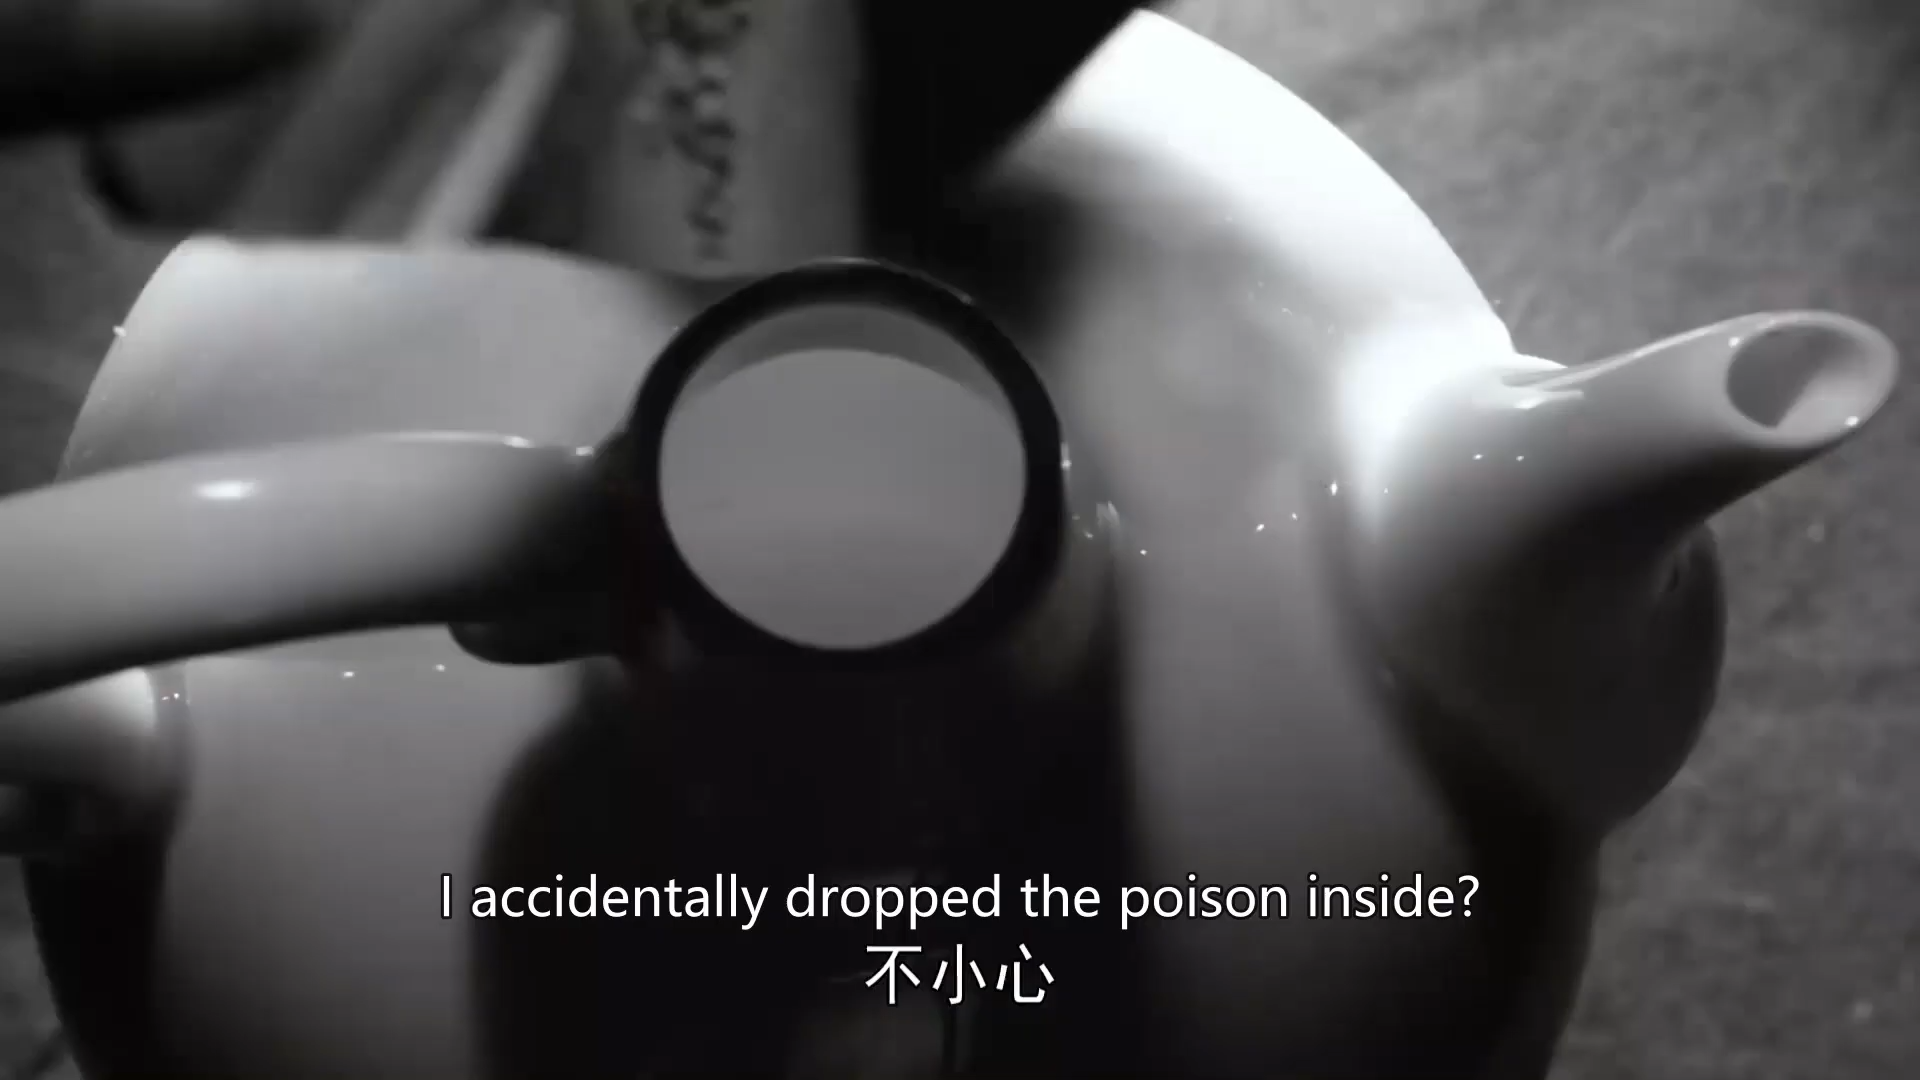 I accidentally dropped the poison inside?
不小心